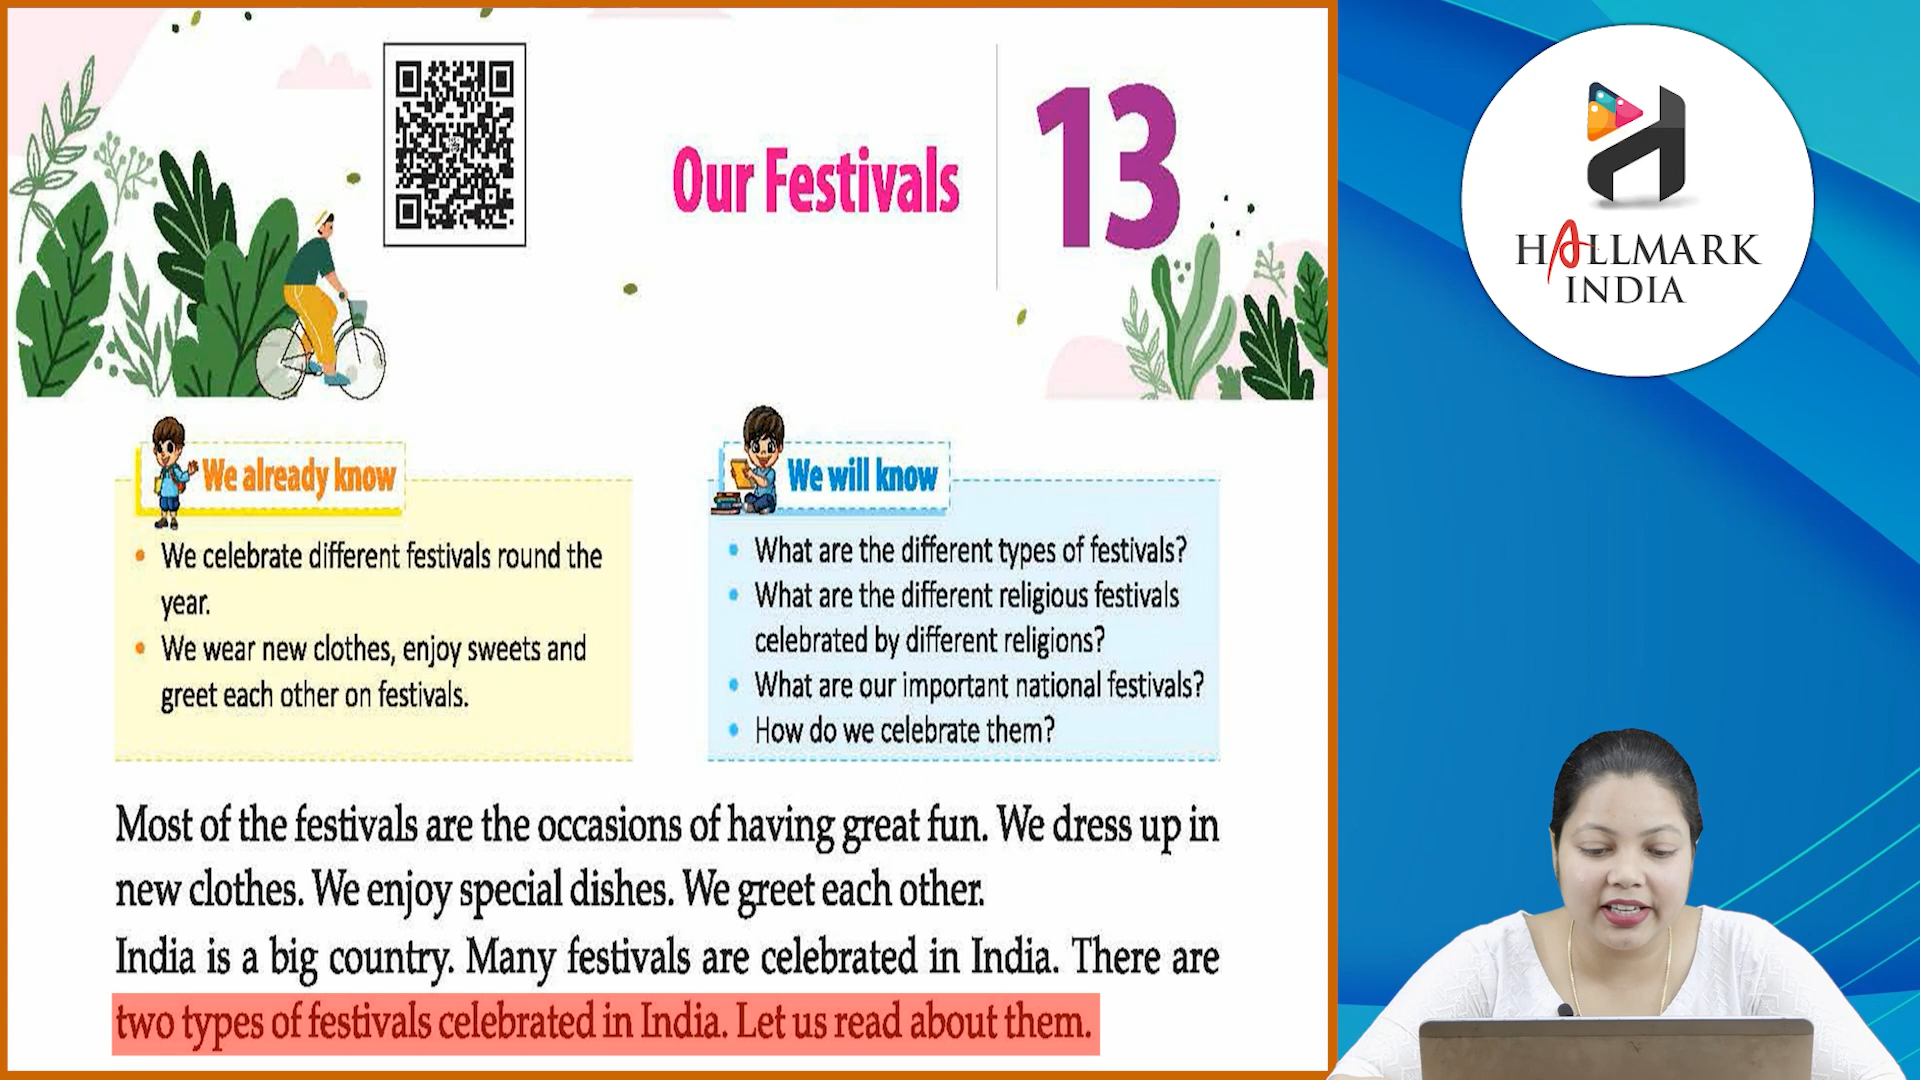 Our Festivals
13
We already know
• We celebrate different festivals round the
year.
• We wear new clothes, enjoy sweets and
greet each other on festivals.
We will know
• What are the different types of festivals?
• What are the different religious festivals
celebrated by different religions?
• What are our important national festivals?
• How do we celebrate them?
Most of the festivals are the occasions of having great fun. We dress up in
new clothes. We enjoy special dishes. We greet each other.
India is a big country. Many festivals are celebrated in India. There are
two types of festivals celebrated in India. Let us read about them.
HALLMARK
INDIA